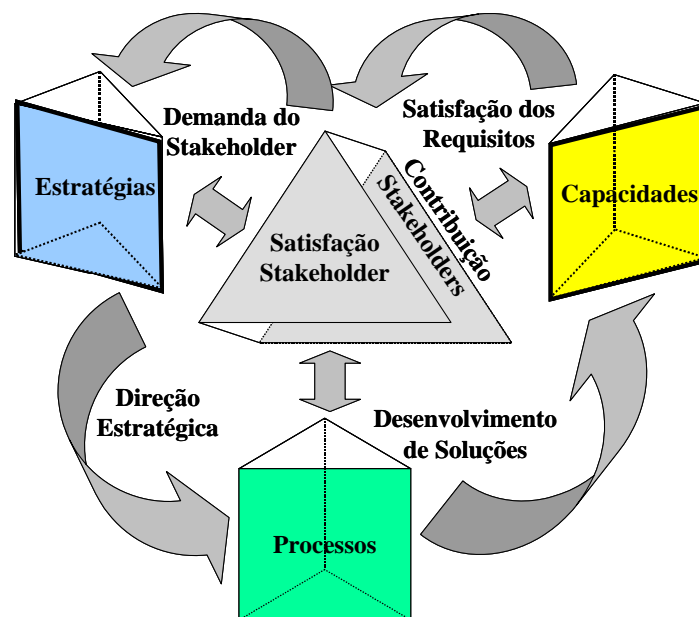 Demanda do
Stakeholder
Satisfação dos
Requisitos
Estratégias
Capacidades
Satisfação
Stakeholder
Contribuição
Stakeholders
Direção
Estratégica
Desenvolvimento
de Soluções
Processos